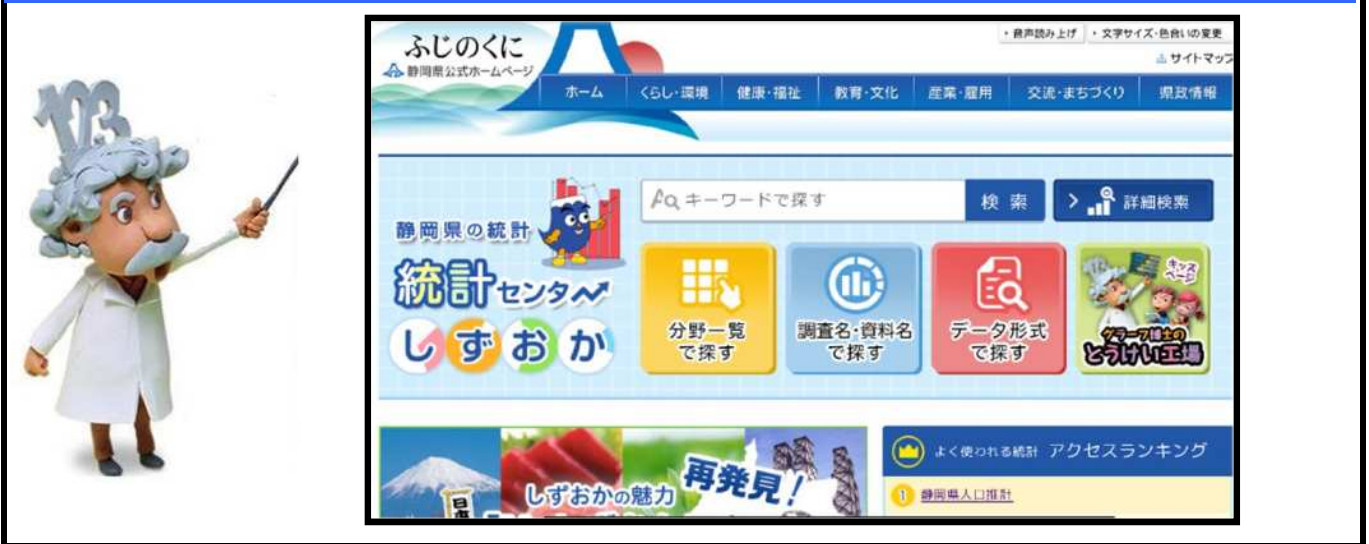 123
ふじのくに
静岡県公式ホームページ
・音声読み上げ ・文字サイズ・色合いの変更
サイトマップ
ホーム くらし・環境 健康・福祉 教育・文化 産業・雇用 交流・まちづくり 県政情報
静岡県の統計
統計センター
しずおか
キーワードで探す 検索 詳細検索
分野一覧
で探す
調査名・資料名
で探す
データ形式
で探す
キッズ
ページ
グラーフ博士の
とうけい工場
しずおかの魅力 再発見!
日本
よく使われる統計 アクセスランキング
1 静岡県人口推計